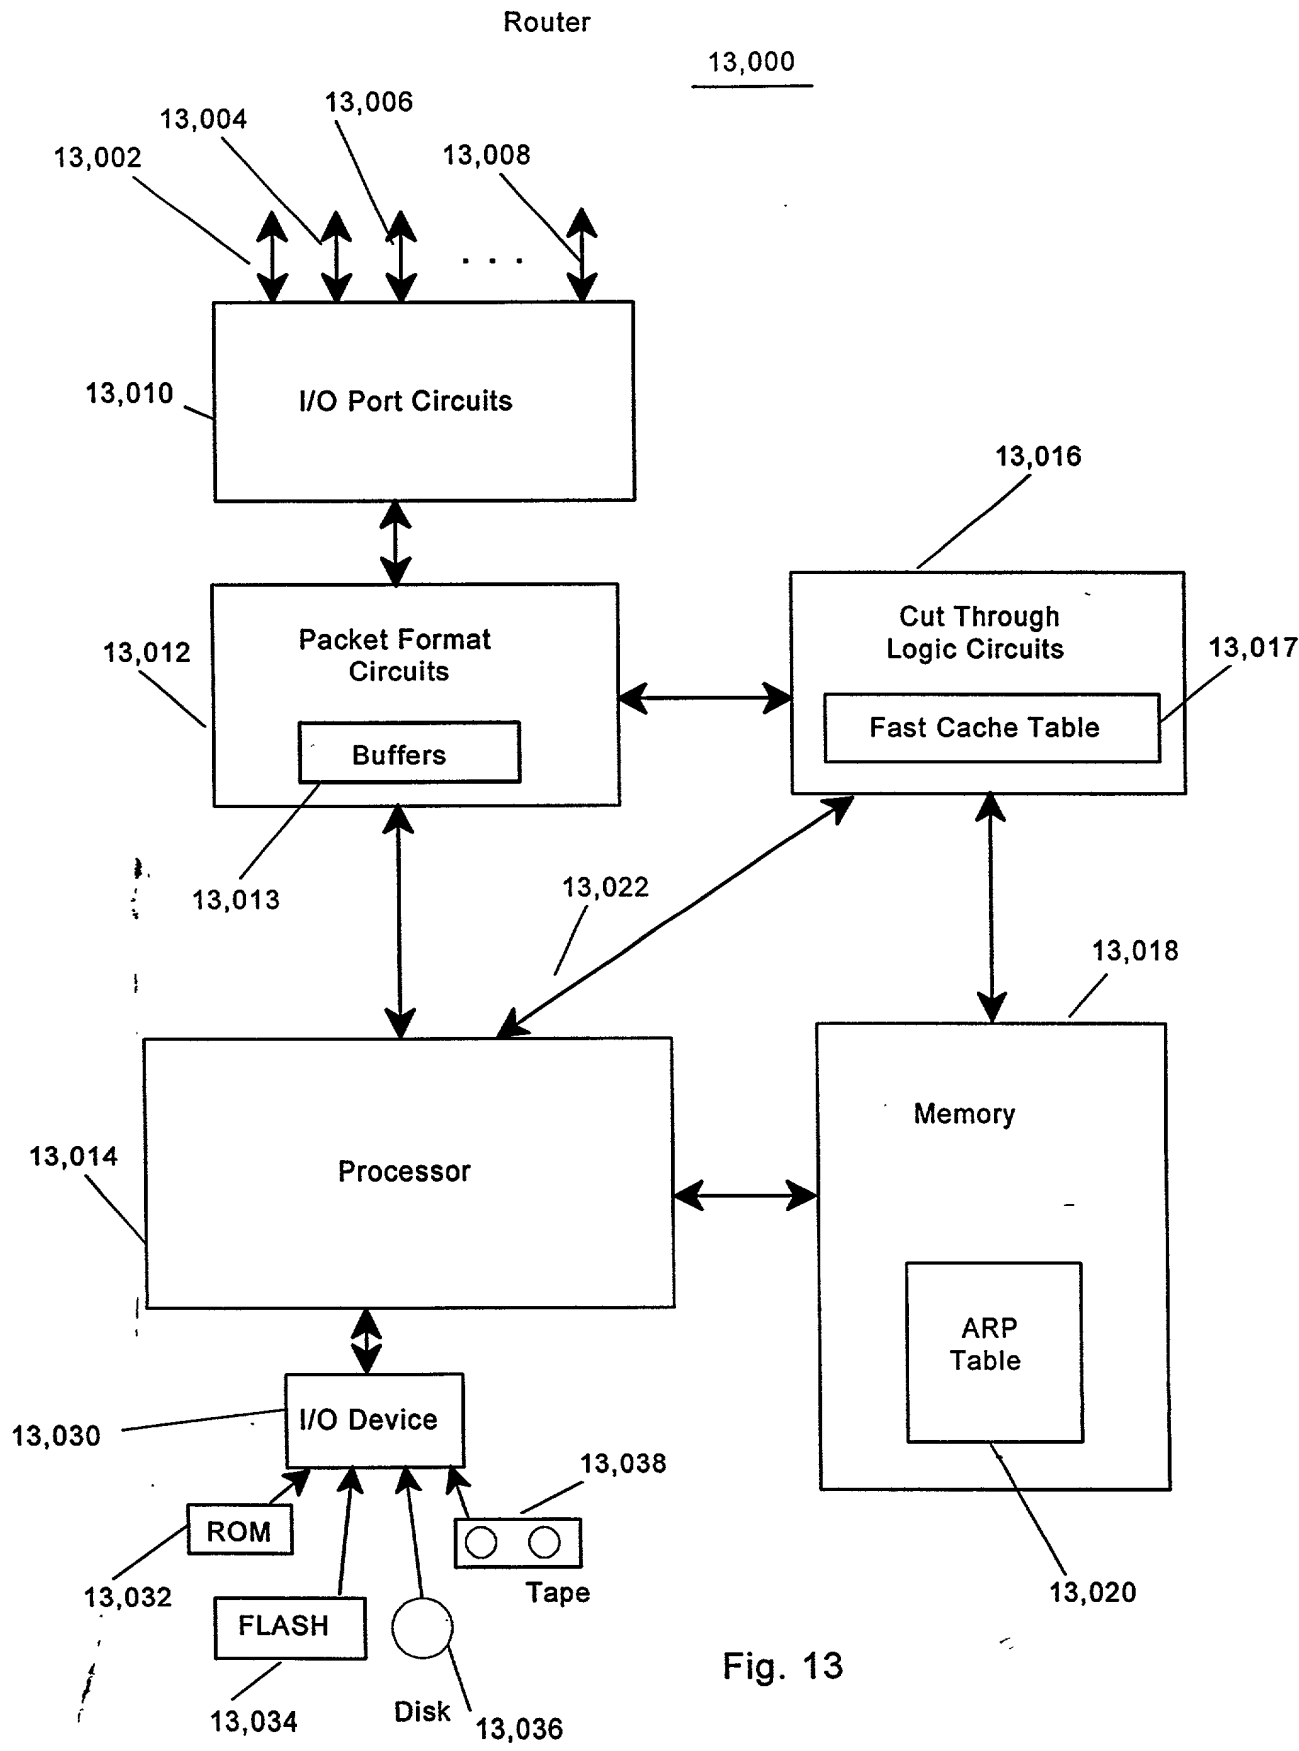 Router
13,000
13,006
13,004
13,002
13,008
. . .
13,010
I/O Port Circuits
13,016
13,012
Packet Format
Circuits
Buffers
Cut Through
Logic Circuits
13,017
Fast Cache Table
13,013
13,022
13,018
Memory
13,014
Processor
ARP
Table
13,030
I/O Device
13,038
ROM
13,032
Tape
13,020
FLASH
13,034
Disk
13,036
Fig. 13